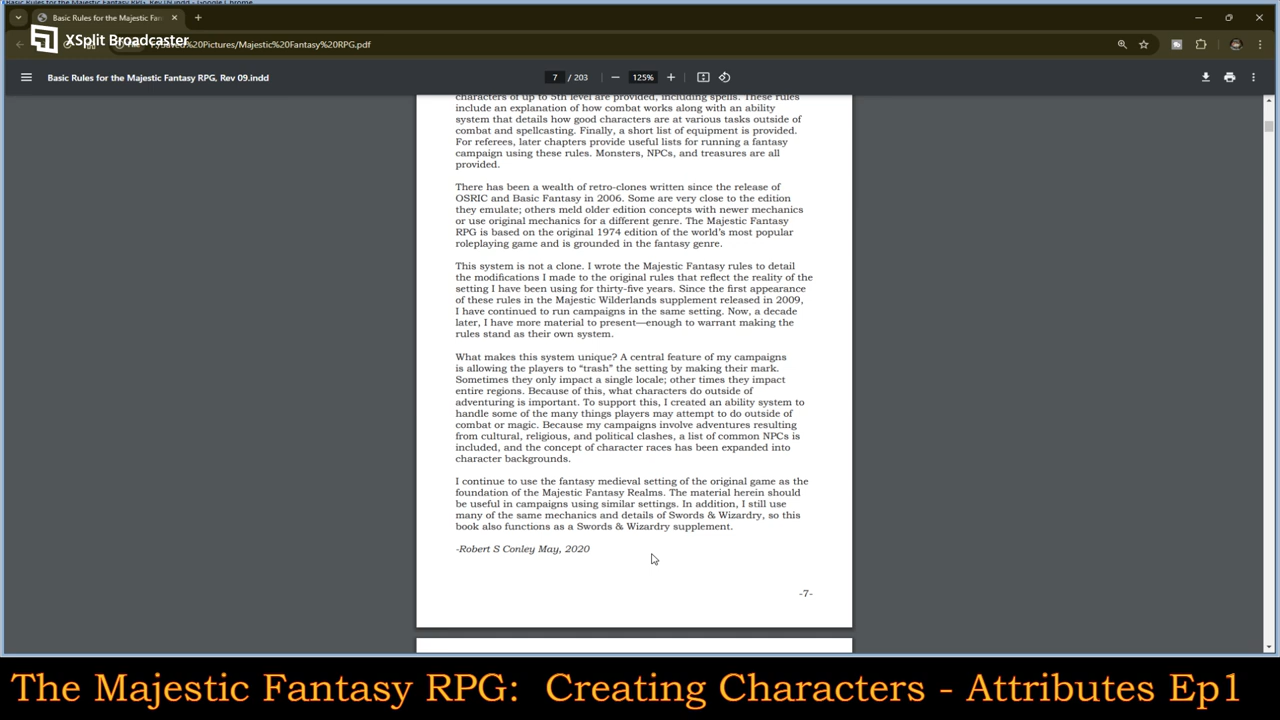 Basic Rules for the Majestic Fan
XSplit Broadcaster
Pictures/Majestic%20Fantasy%20RPG.pdf
Basic Rules for the Majestic Fantasy RPG, Rev 09.indd
7 / 203
125%
characters of up to 5th level are provided, including spells. These rules
include an explanation of how combat works along with an ability
system that details how good characters are at various tasks outside of
combat and spellcasting. Finally, a short list of equipment is provided.
For referees, later chapters provide useful lists for running a fantasy
campaign using these rules. Monsters, NPCs, and treasures are all
provided.
There has been a wealth of retro-clones written since the release of
OSRIC and Basic Fantasy in 2006. Some are very close to the edition
they emulate; others meld older edition concepts with newer mechanics
or use original mechanics for a different genre. The Majestic Fantasy
RPG is based on the original 1974 edition of the world's most popular
roleplaying game and is grounded in the fantasy genre.
This system is not a clone. I wrote the Majestic Fantasy rules to detail
the modifications I made to the original rules that reflect the reality of the
setting I have been using for thirty-five years. Since the first appearance
of these rules in the Majestic Wilderlands supplement released in 2009,
I have continued to run campaigns in the same setting. Now, a decade
later, I have more material to present—enough to warrant making the
rules stand as their own system.
What makes this system unique? A central feature of my campaigns
is allowing the players to “trash” the setting by making their mark.
Sometimes they only impact a single locale; other times they impact
entire regions. Because of this, what characters do outside of
adventuring is important. To support this, I created an ability system to
handle some of the many things players may attempt to do outside of
combat or magic. Because my campaigns involve adventures resulting
from cultural, religious, and political clashes, a list of common NPCs is
included, and the concept of character races has been expanded into
character backgrounds.
I continue to use the fantasy medieval setting of the original game as the
foundation of the Majestic Fantasy Realms. The material herein should
be useful in campaigns using similar settings. In addition, I still use
many of the same mechanics and details of Swords & Wizardry, so this
book also functions as a Swords & Wizardry supplement.
-Robert S Conley May, 2020
-7-
The Majestic Fantasy RPG: Creating Characters - Attributes Ep1